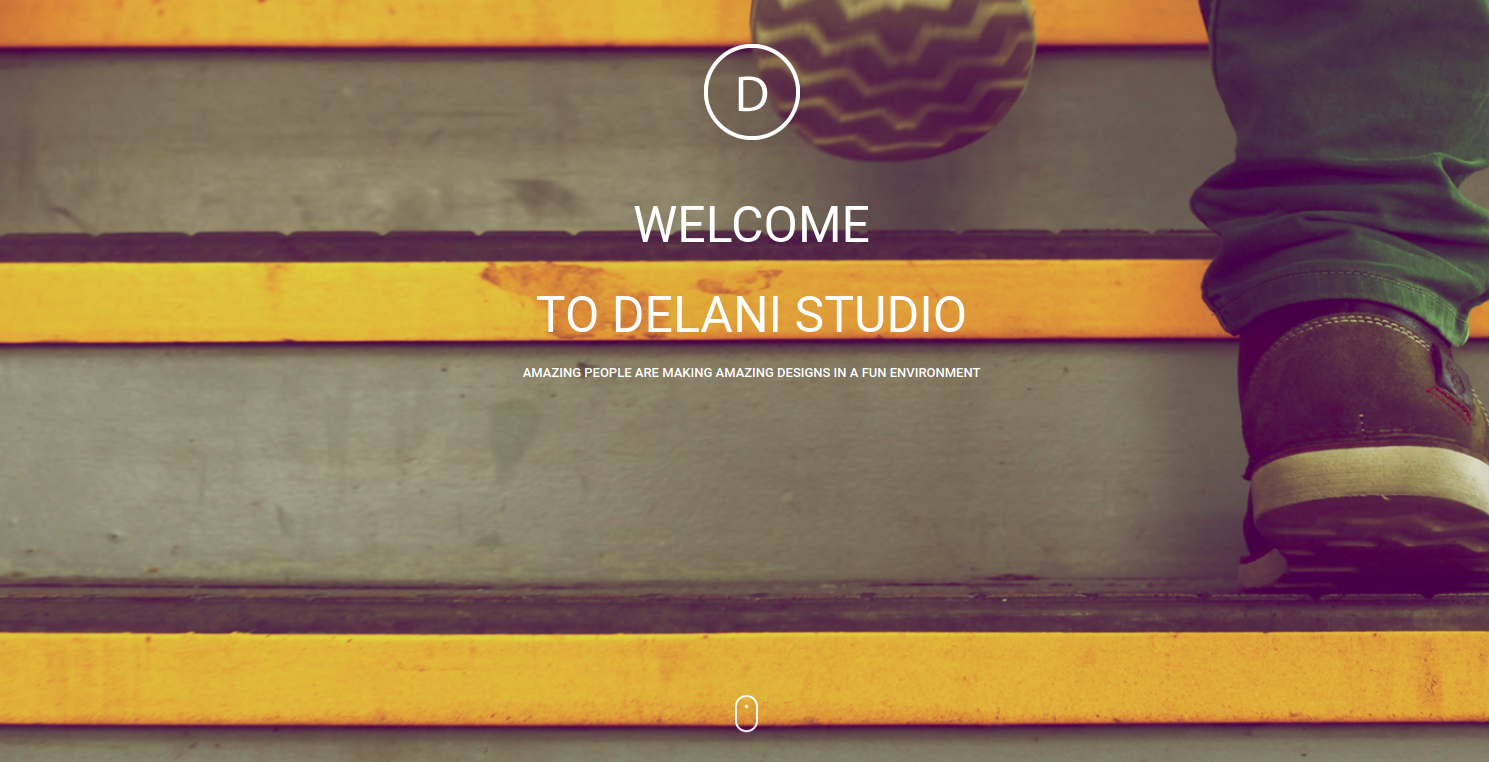 D
WELCOME
TO DELANI STUDIO
AMAZING PEOPLE ARE MAKING AMAZING DESIGNS IN A FUN ENVIRONMENT